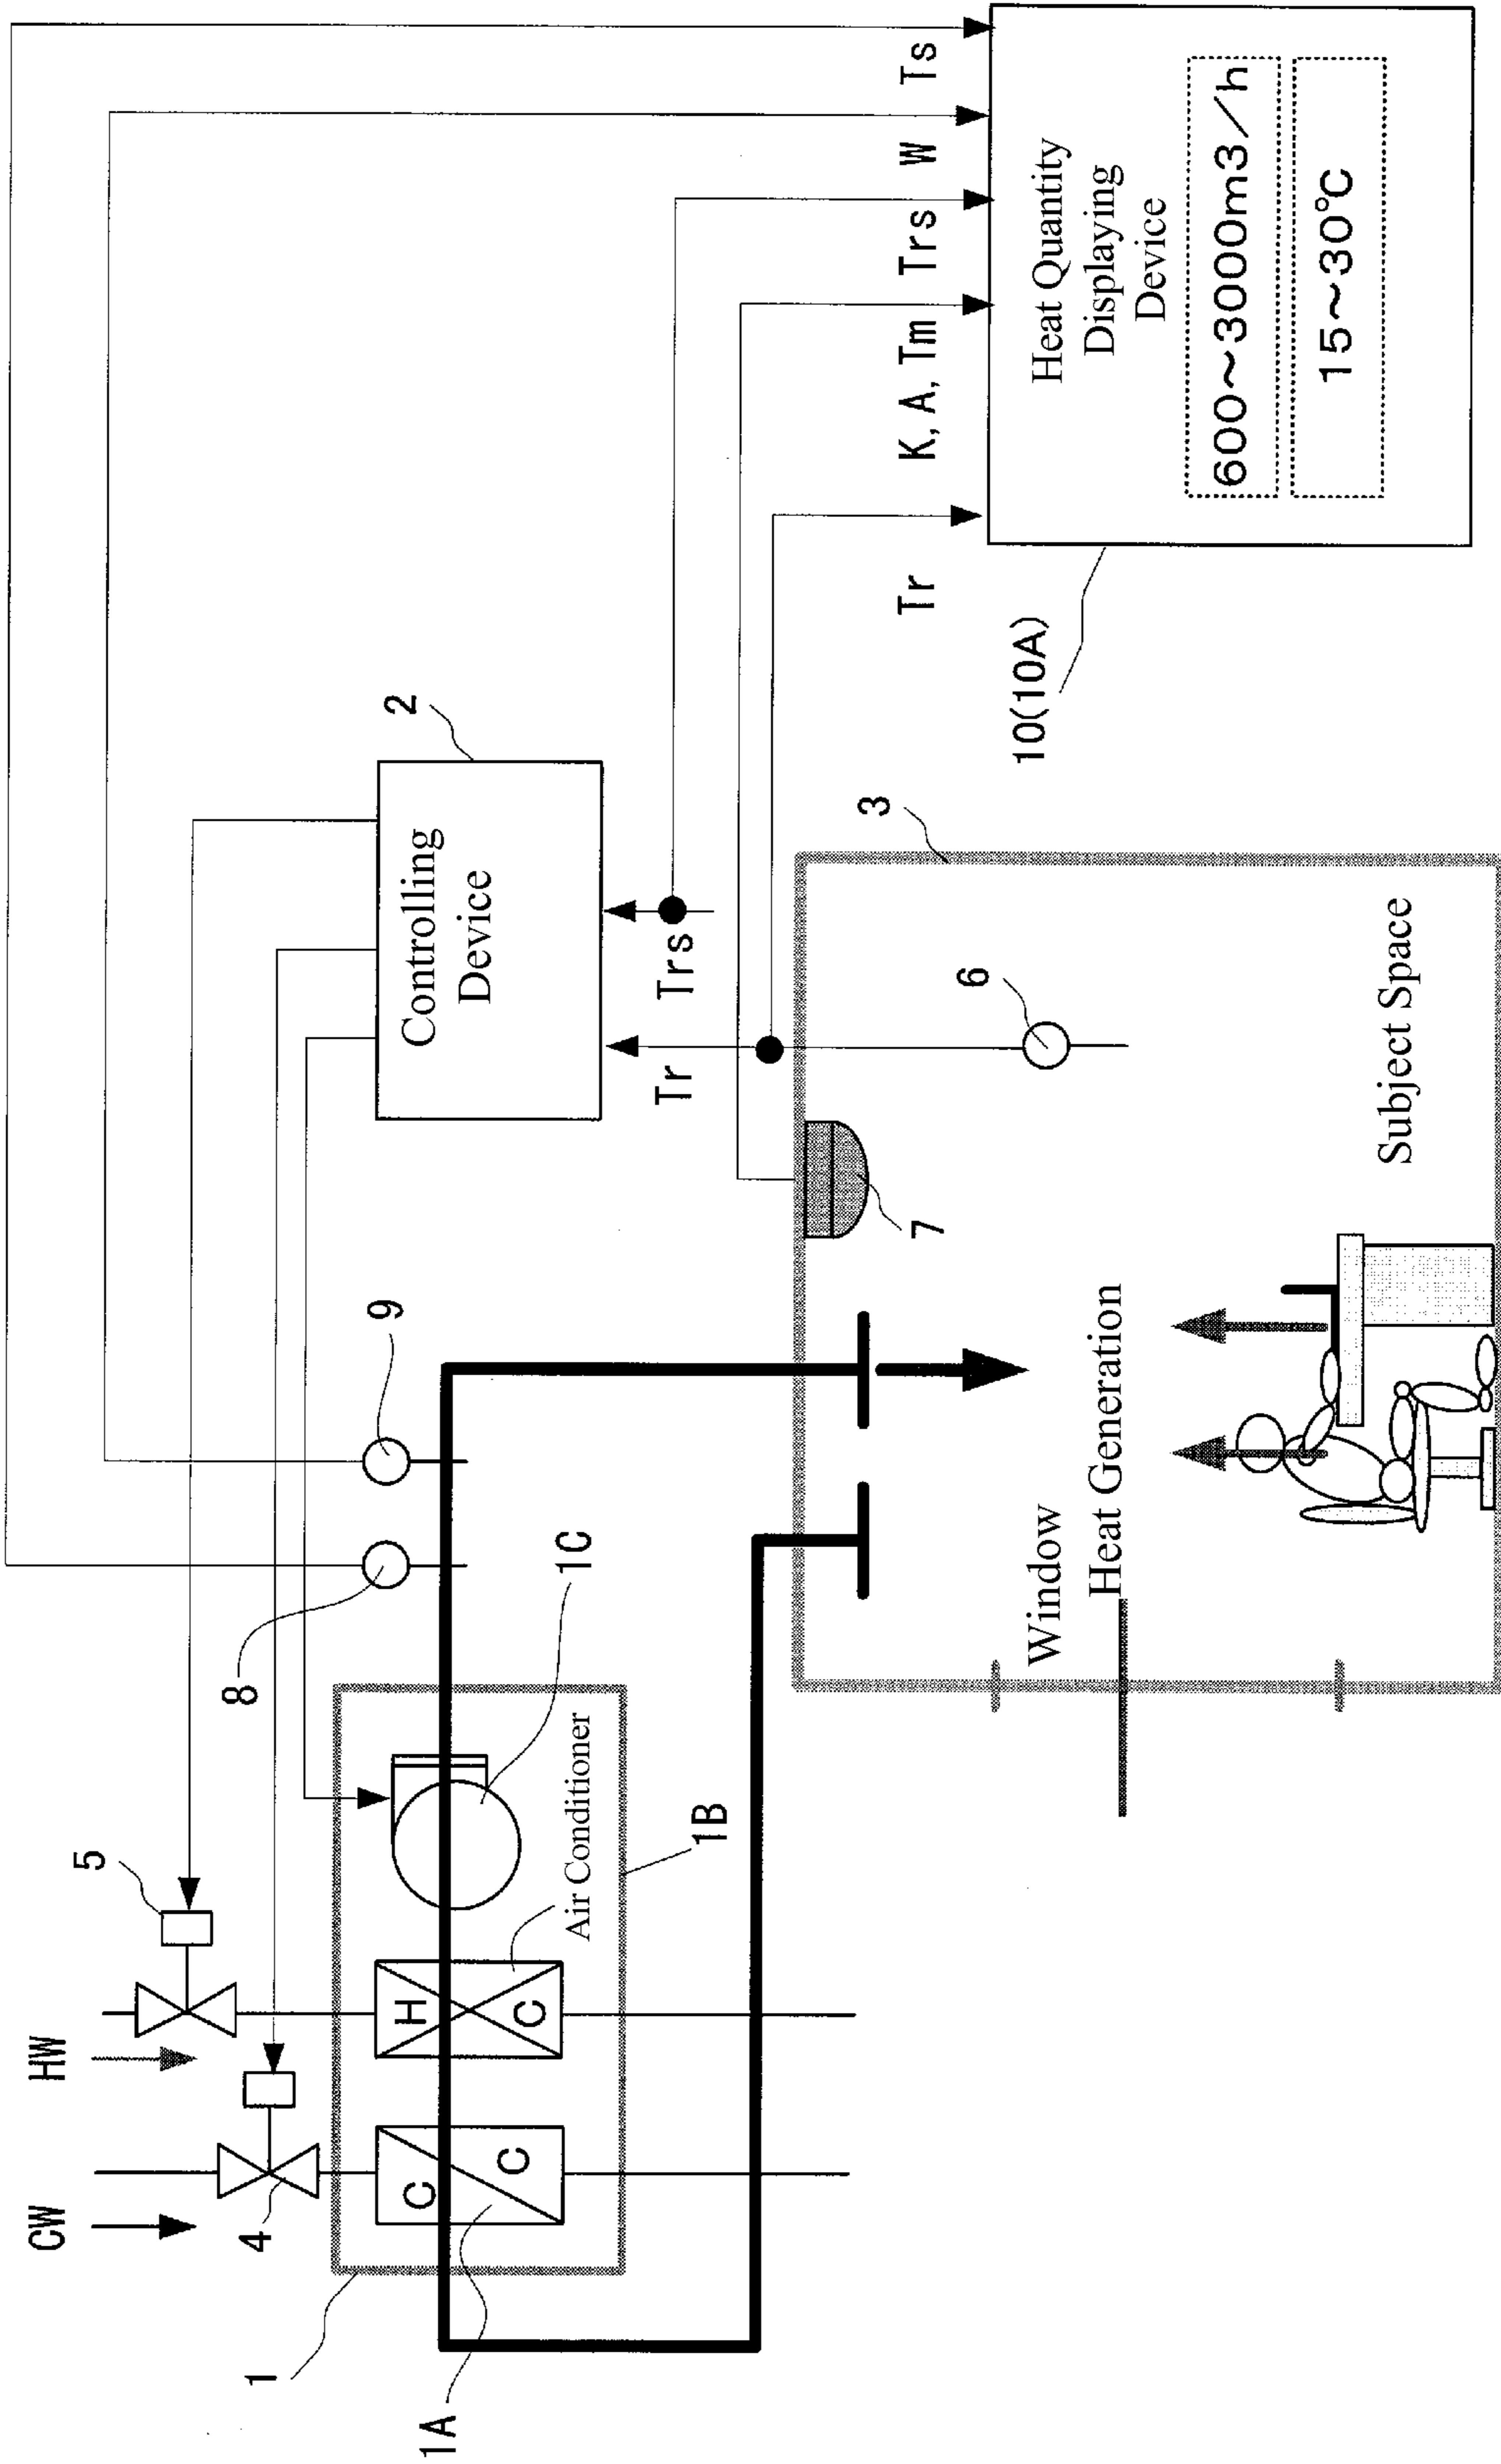 CW
HW
5
4
8
1
9
2
1A
C
H
C
C
Controlling
Device
Air Conditioner
1C
1B
Tr
Trs
3
7
6
Tr
K, A, Tm
Trs
W
Ts
10(10A)
Window
Heat Generation
Subject Space
Heat Quantity
Displaying
Device
600~3000m3/h
15~30℃